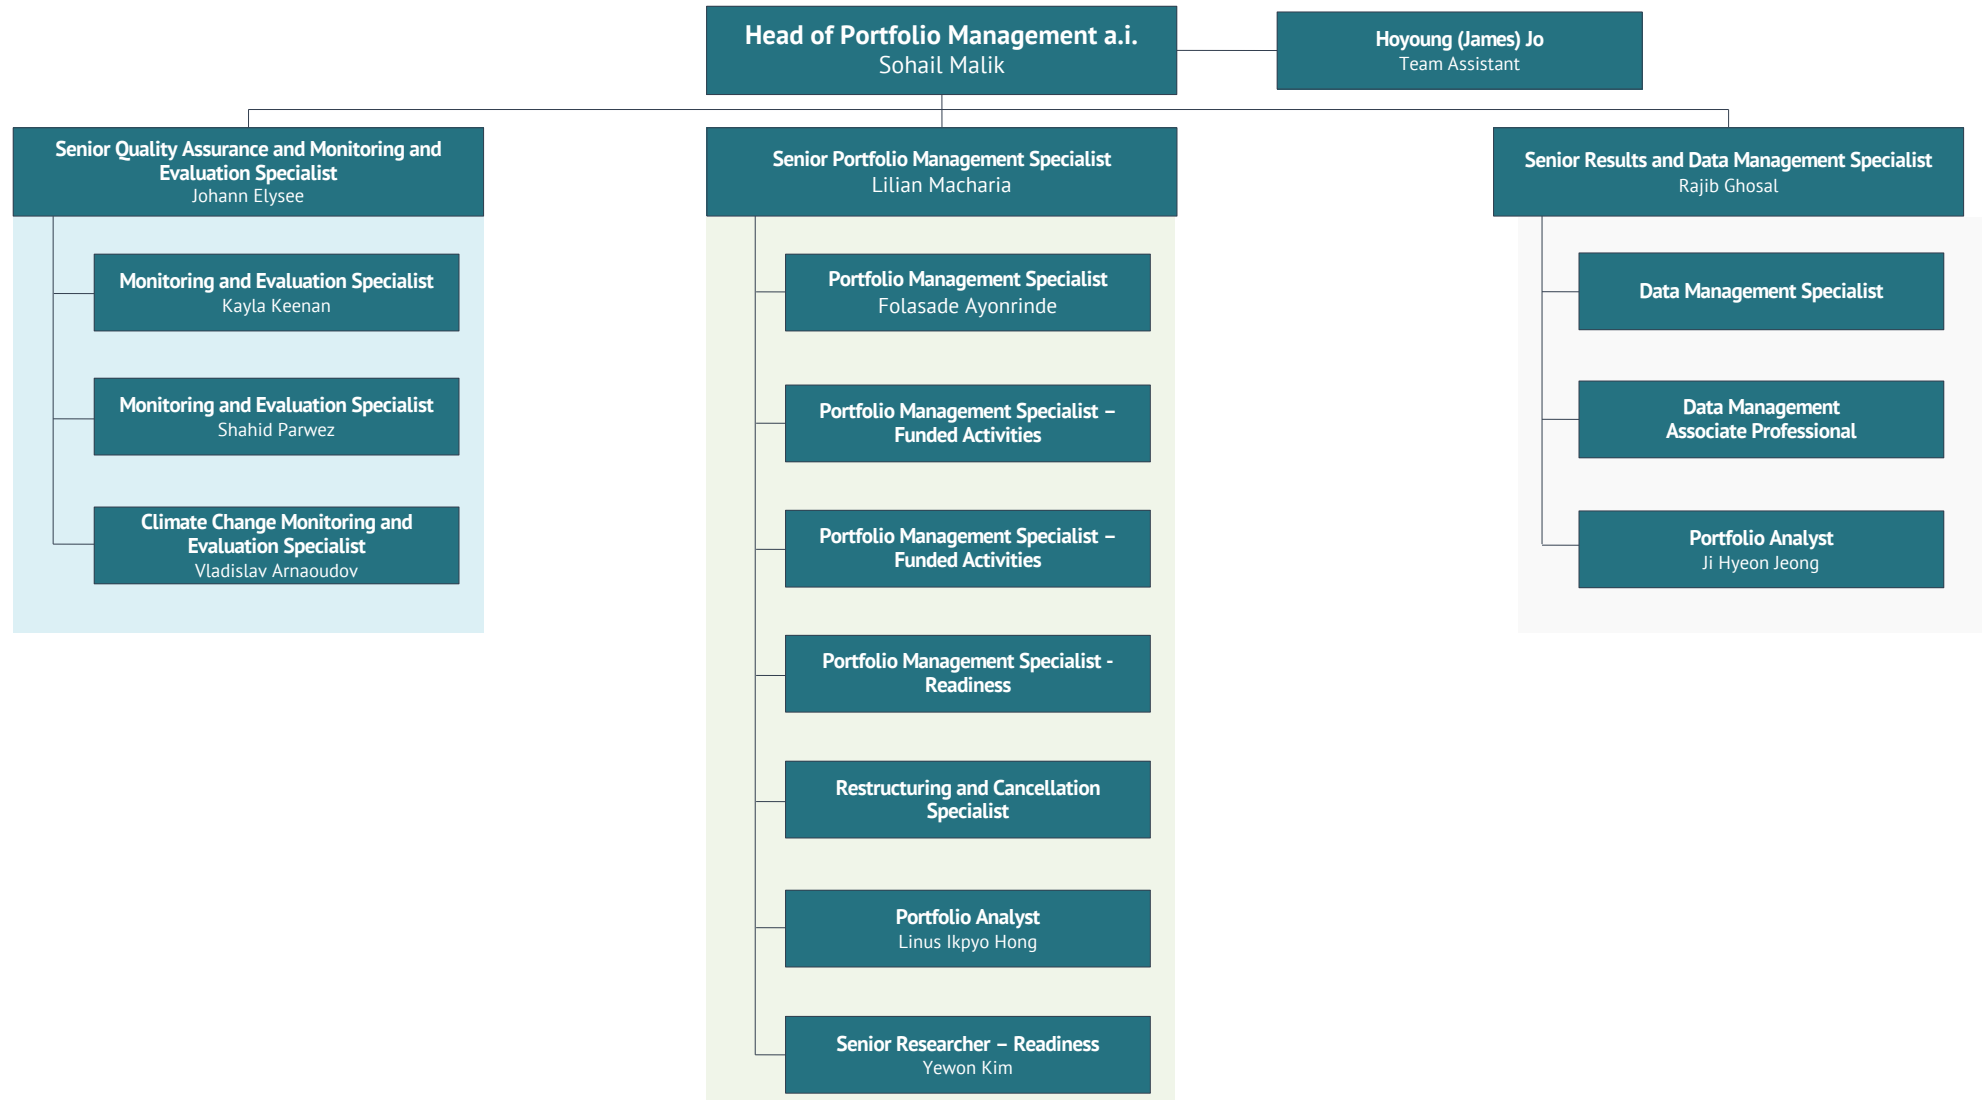 Head of Portfolio Management a.i.
Sohail Malik
Hoyoung (James) Jo
Team Assistant
Senior Quality Assurance and Monitoring and
Evaluation Specialist
Johann Elysee
Monitoring and Evaluation Specialist
Kayla Keenan
Monitoring and Evaluation Specialist
Shahid Parwez
Climate Change Monitoring and
Evaluation Specialist
Vladislav Arnaoudov
Senior Portfolio Management Specialist
Lilian Macharia
Portfolio Management Specialist
Folasade Ayonrinde
Portfolio Management Specialist –
Funded Activities
Portfolio Management Specialist –
Funded Activities
Portfolio Management Specialist -
Readiness
Restructuring and Cancellation
Specialist
Portfolio Analyst
Linus Ikpyo Hong
Senior Researcher – Readiness
Yewon Kim
Senior Results and Data Management Specialist
Rajib Ghosal
Data Management Specialist
Data Management
Associate Professional
Portfolio Analyst
Ji Hyeon Jeong